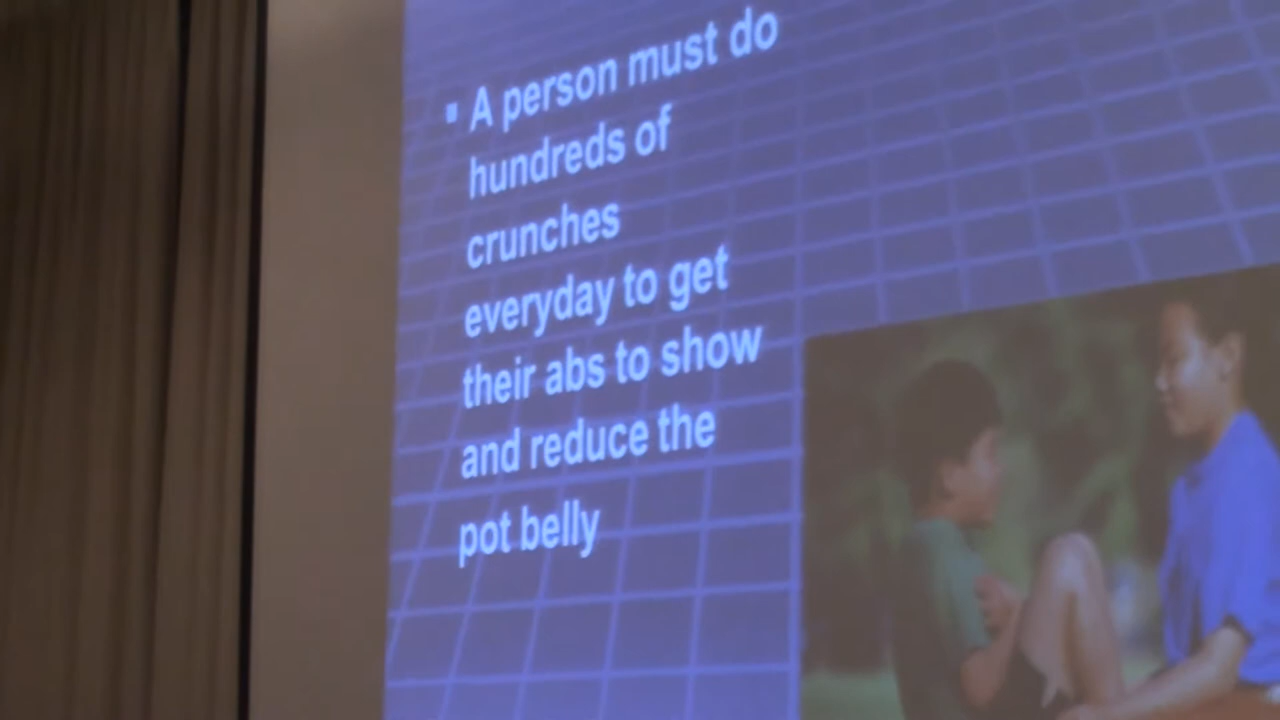 ▪ A person must do
hundreds of
crunches
everyday to get
their abs to show
and reduce the
pot belly